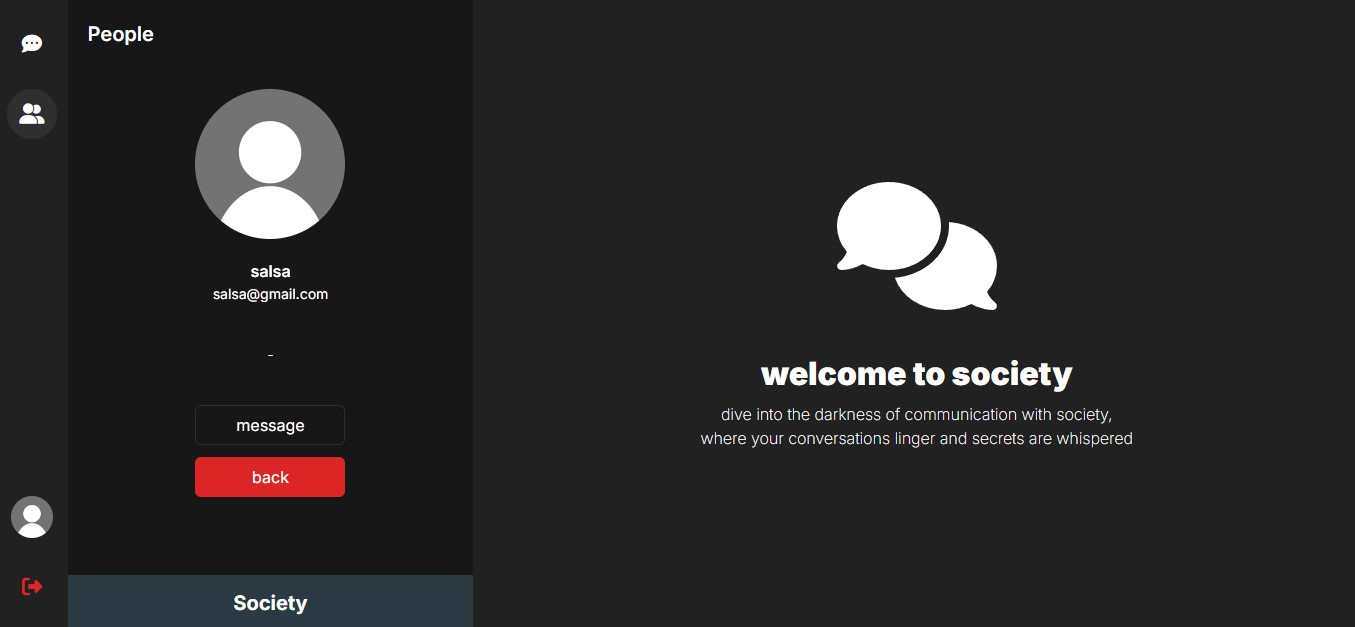 People
salsa
salsa@gmail.com
-
message
back
Society
welcome to society
dive into the darkness of communication with society,
where your conversations linger and secrets are whispered